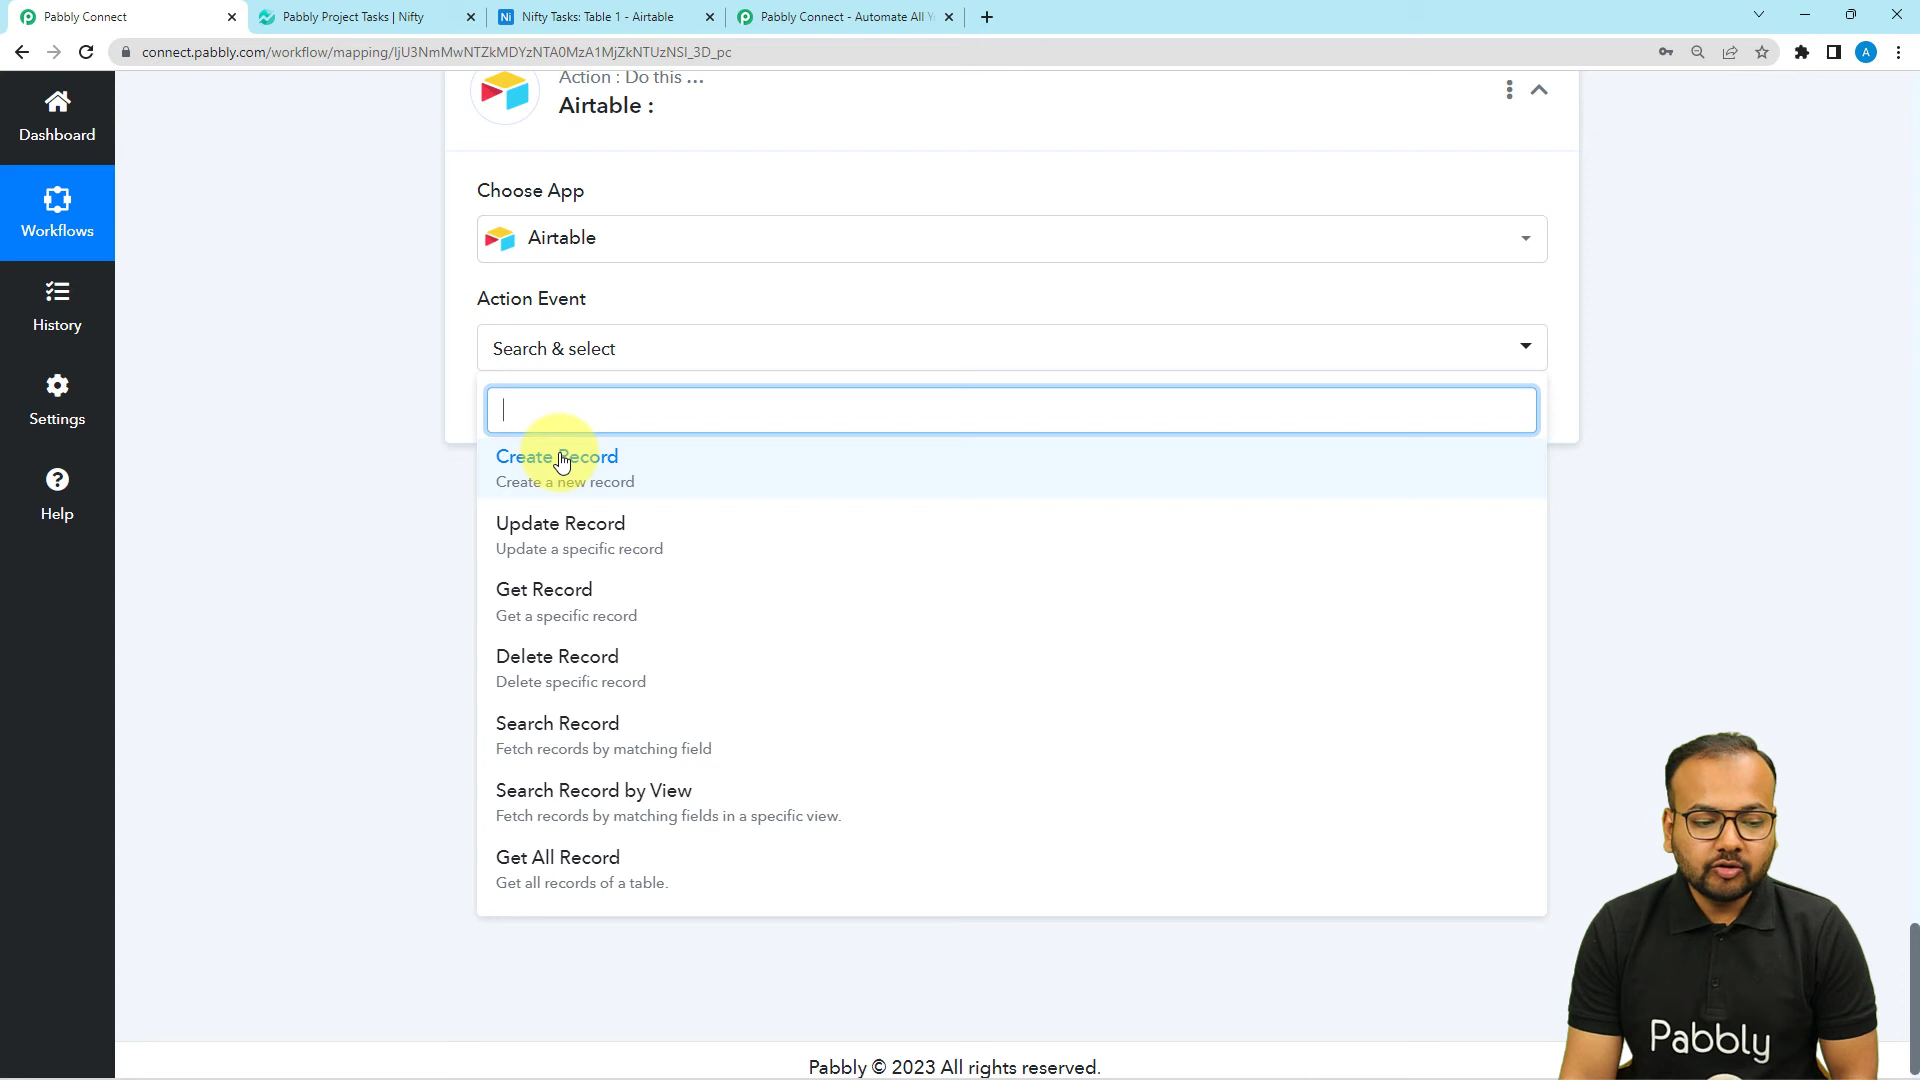 Pabbly Connect
Pabbly Project Tasks | Nifty
Nifty Tasks: Table 1 - Airtable
Pabbly Connect - Automate All Y
connect.pabbly.com/workflow/mapping/IjU3NmMwNTZkMDYzNTA0MzA1MjZkNTUzNSI_3D_pc
A
Dashboard
Workflows
History
Settings
Help
Action : Do this ...
Airtable :
Choose App
Airtable
Action Event
Search & select
Create Record
Create a new record
Update Record
Update a specific record
Get Record
Get a specific record
Delete Record
Delete specific record
Search Record
Fetch records by matching field
Search Record by View
Fetch records by matching fields in a specific view.
Get All Record
Get all records of a table.
Pabbly © 2023 All rights reserved.
Pabbly